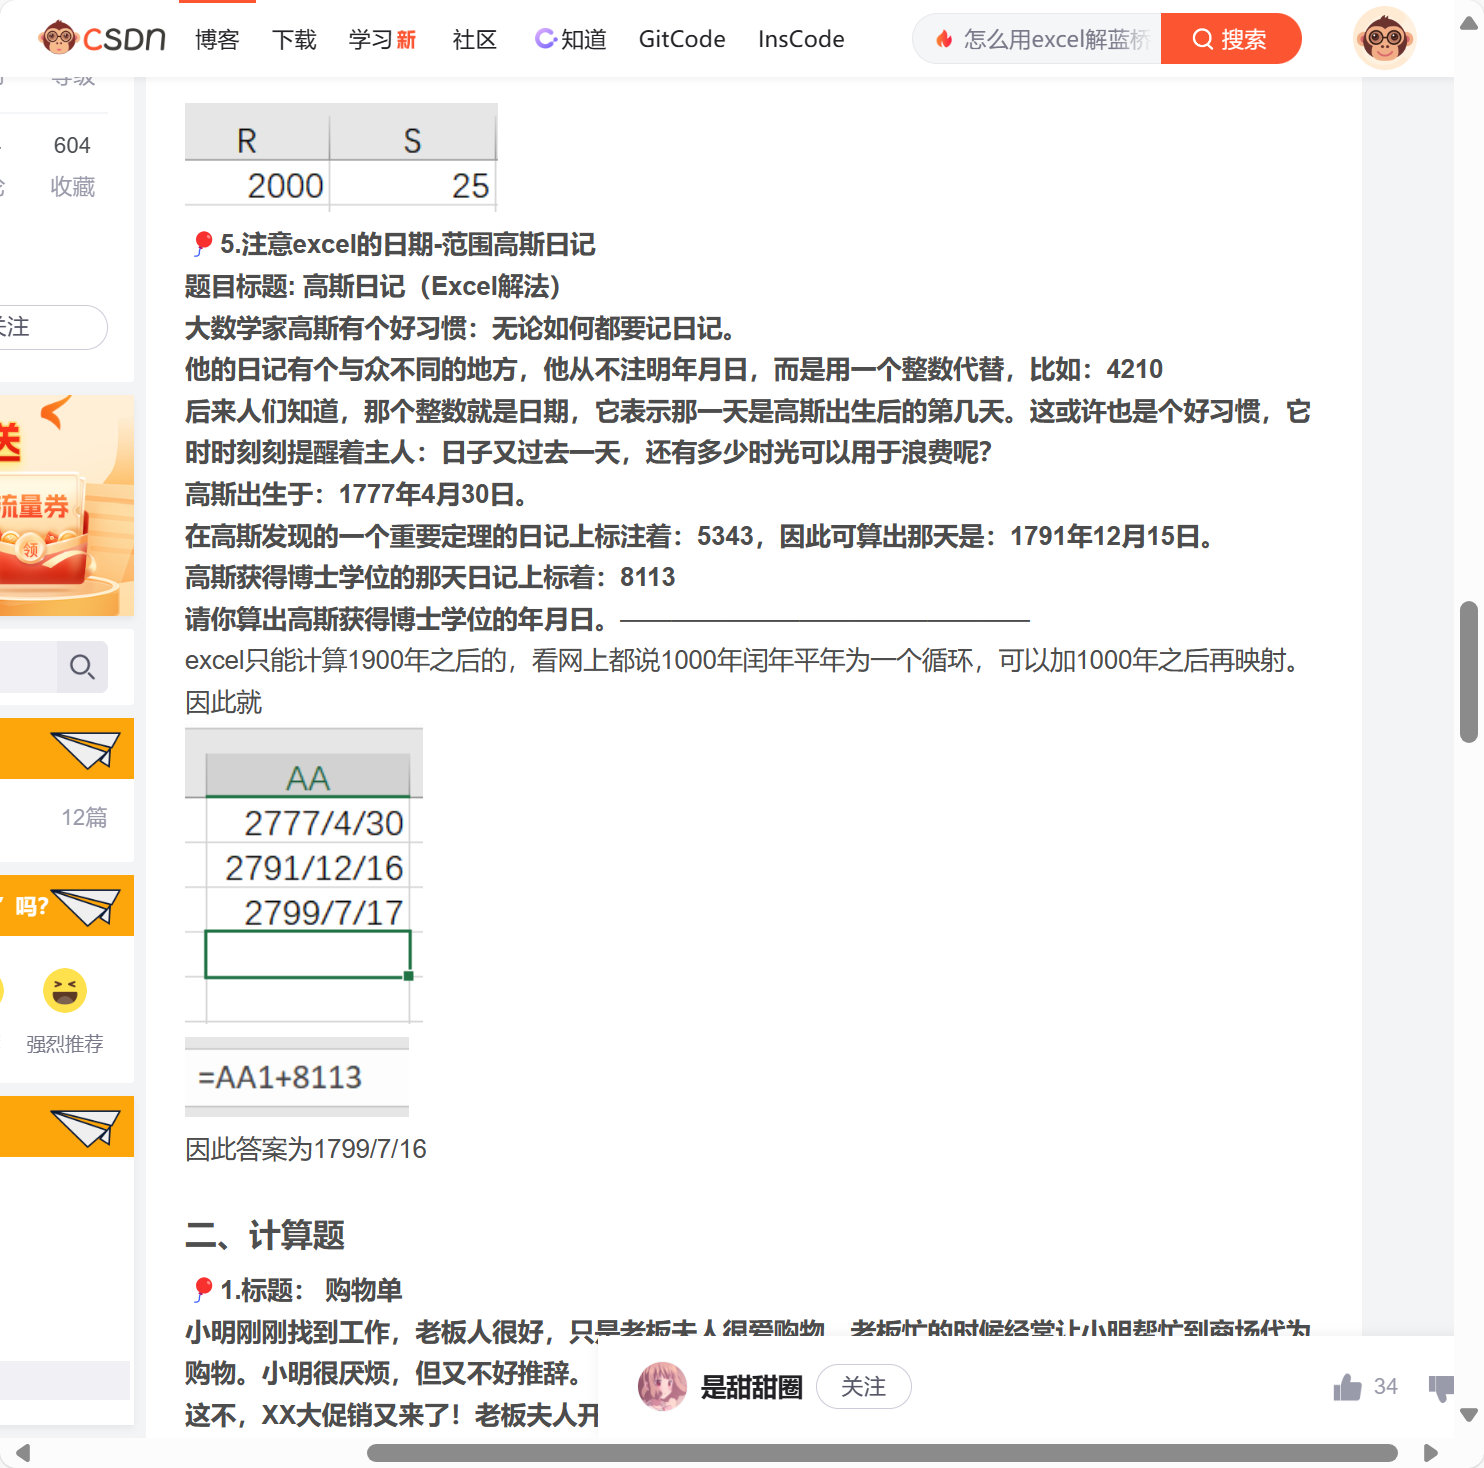 CSDN 博客 下载 学习新 社区 知道 GitCode InsCode 怎么用excel解蓝桥 搜索
等级
604
收藏
关注
送
流量券
领
12篇
吗?
强烈推荐
R S
2000 25
5.注意excel的日期-范围高斯日记
题目标题: 高斯日记（Excel解法）
大数学家高斯有个好习惯：无论如何都要记日记。
他的日记有个与众不同的地方，他从不注明年月日，而是用一个整数代替，比如：4210
后来人们知道，那个整数就是日期，它表示那一天是高斯出生后的第几天。这或许也是个好习惯，它
时时刻刻提醒着主人：日子又过去一天，还有多少时光可以用于浪费呢？
高斯出生于：1777年4月30日。
在高斯发现的一个重要定理的日记上标注着：5343，因此可算出那天是：1791年12月15日。
高斯获得博士学位的那天日记上标着：8113
请你算出高斯获得博士学位的年月日。————————————————
excel只能计算1900年之后的，看网上都说1000年闰年平年为一个循环，可以加1000年之后再映射。
因此就
AA
2777/4/30
2791/12/16
2799/7/17
=AA1+8113
因此答案为1799/7/16
二、计算题
1.标题： 购物单
小明刚刚找到工作，老板人很好，只是老板夫人很爱购物。老板忙的时候经常让小明帮忙到商场代为
购物。小明很厌烦，但又不好推辞。
这不，XX大促销又来了！老板夫人开
是甜甜圈 关注 34